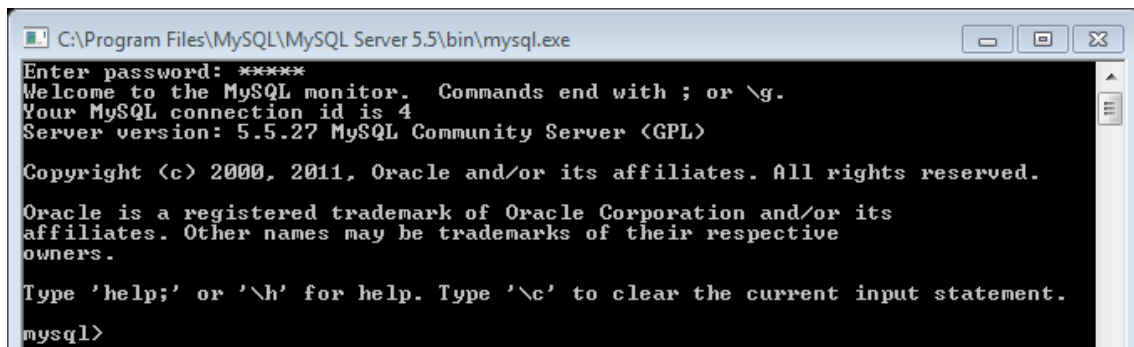 C:\Program Files\MySQL\MySQL Server 5.5\bin\mysql.exe
Enter password: *****
Welcome to the MySQL monitor.  Commands end with ; or \g.
Your MySQL connection id is 4
Server version: 5.5.27 MySQL Community Server (GPL)
Copyright (c) 2000, 2011, Oracle and/or its affiliates. All rights reserved.
Oracle is a registered trademark of Oracle Corporation and/or its
affiliates. Other names may be trademarks of their respective
owners.
Type 'help;' or '\h' for help. Type '\c' to clear the current input statement.
mysql>